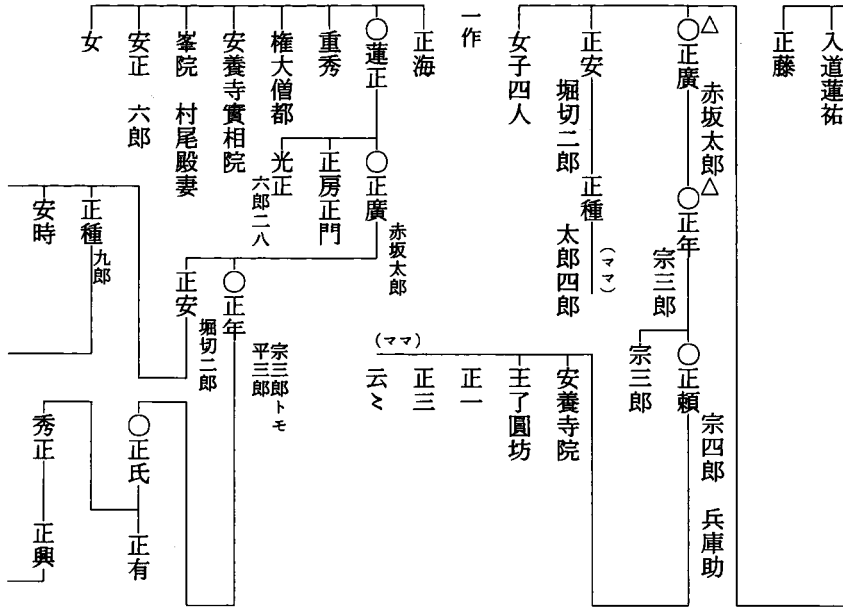 入道蓮祐
正藤
△
○正廣
赤坂太郎
△
○正年
宗三郎
○正頼
宗四郎 兵庫助
宗三郎
正安
堀切二郎
正種
太郎四郎
(ママ)
女子四人
安養寺院
王了圓坊
正一
正三
云〻
(ママ)
一作
正海
○蓮正
○正廣
赤坂太郎
正房正門
光正
六郎二八
重秀
権大僧都
安養寺實相院
峯院 村尾殿妻
安正 六郎
女
○正年
宗三郎トモ
平三郎
正安
堀切二郎
正種
九郎
安時
○正氏
正有
秀正
正興